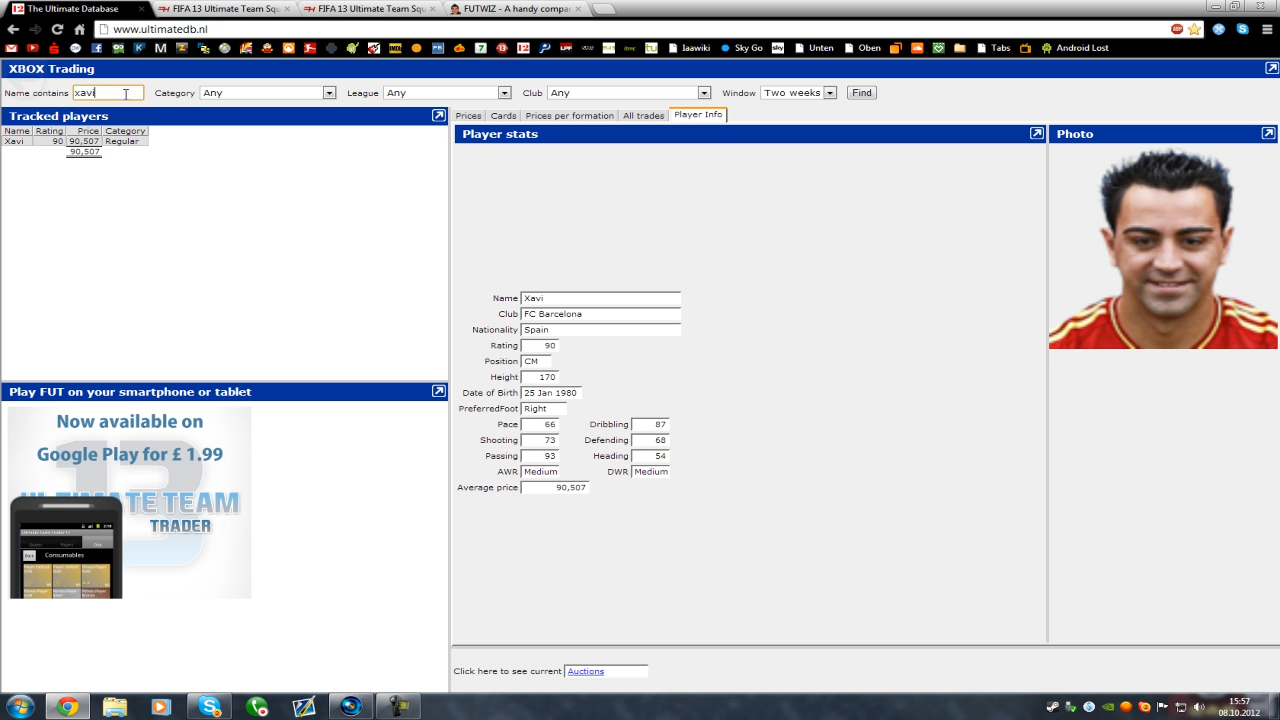 The Ultimate Database
FIFA 13 Ultimate Team Squ
FIFA 13 Ultimate Team Squ
FUTWIZ - A handy compar
www.ultimatedb.nl
laawiki
Sky Go
Unten
Oben
Tabs
Android Lost
XBOX Trading
Name contains xavi Category Any League Any Club Any Window Two weeks Find
Tracked players
Name Rating Price Category
Xavi 90 90,507 Regular
90,507
Prices Cards Prices per formation All trades Player Info
Player stats
Name Xavi
Club FC Barcelona
Nationality Spain
Rating 90
Position CM
Height 170
Date of Birth 25 Jan 1980
PreferredFoot Right
Pace 66 Dribbling 87
Shooting 73 Defending 68
Passing 93 Heading 54
AWR Medium DWR Medium
Average price 90,507
Click here to see current Auctions
Photo
Play FUT on your smartphone or tablet
Now available on
Google Play for £ 1.99
13
ULTIMATE TEAM
TRADER
Consumables
15:57
08.10.2012